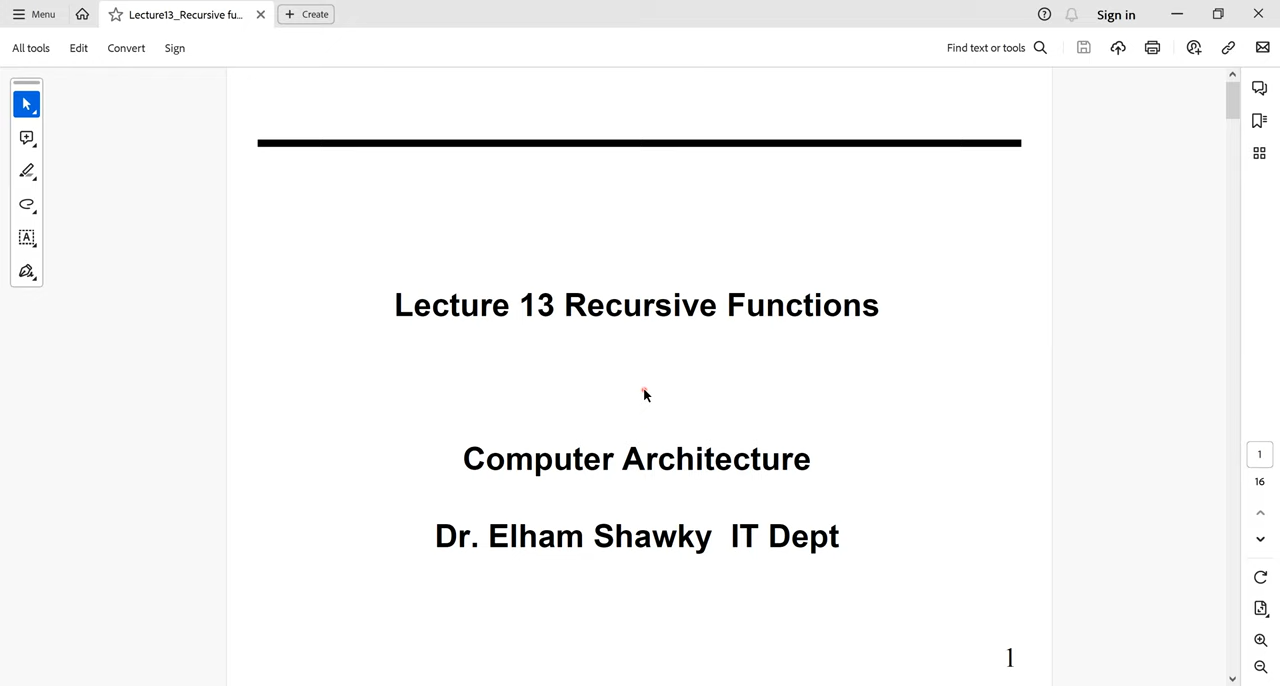 Menu
Lecture13_Recursive fu...
Create
Sign in
All tools
Edit
Convert
Sign
Find text or tools
Lecture 13 Recursive Functions
Computer Architecture
Dr. Elham Shawky IT Dept
1
1
16